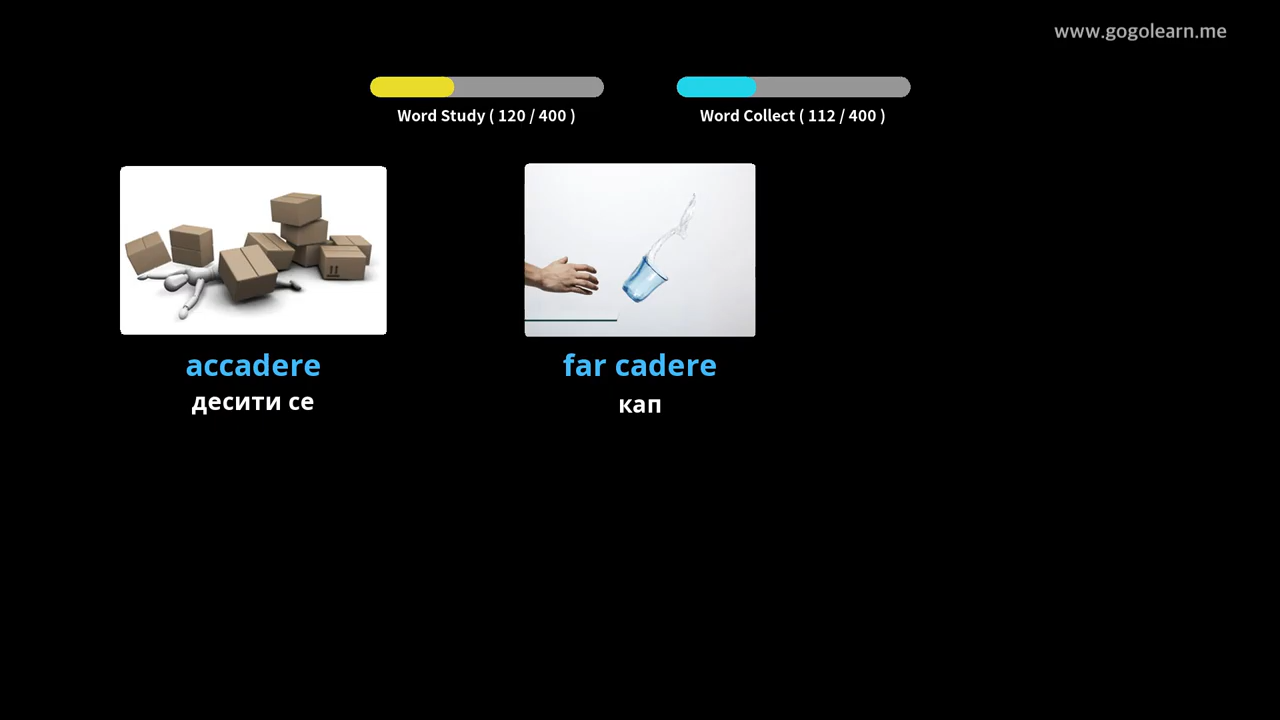 www.gogolearn.me
Word Study ( 120 / 400 )
Word Collect ( 112 / 400 )
accadere
десити се
far cadere
кап